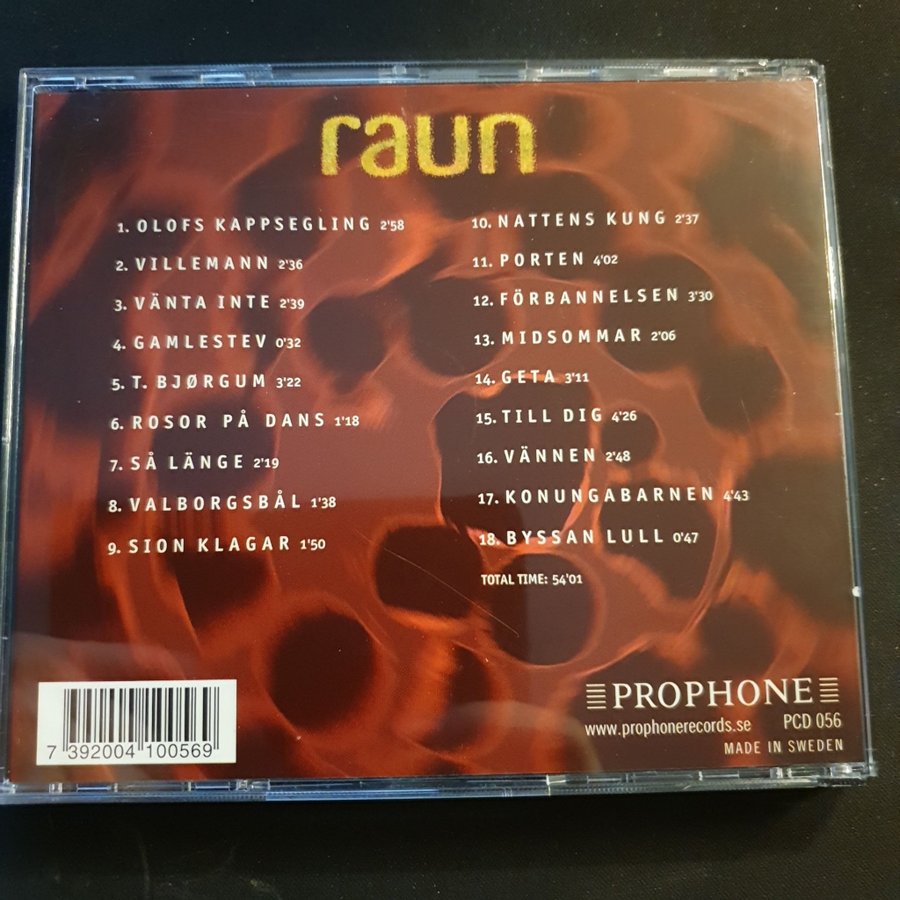 raun
1. OLOFS KAPPSEGLING 2'58
2. VILLEMANN 2'36
3. VÄNTA INTE 2'39
4. GAMLESTEV 0'32
5. T. BJØRGUM 3'22
6. ROSOR PÅ DANS 1'18
7. SÅ LÄNGE 2'19
8. VALBORGSBÅL 1'38
9. SION KLAGAR 1'50
10. NATTENS KUNG 2'37
11. PORTEN 4'02
12. FÖRBANNELSEN 3'30
13. MIDSOMMAR 2'06
14. GETA 3'11
15. TILL DIG 4'26
16. VÄNNEN 2'48
17. KONUNGABARNEN 4'43
18. BYSSAN LULL 0'47
TOTAL TIME: 54'01
7 392004 100569
PROPHONE
www.prophonerecords.se PCD 056
MADE IN SWEDEN